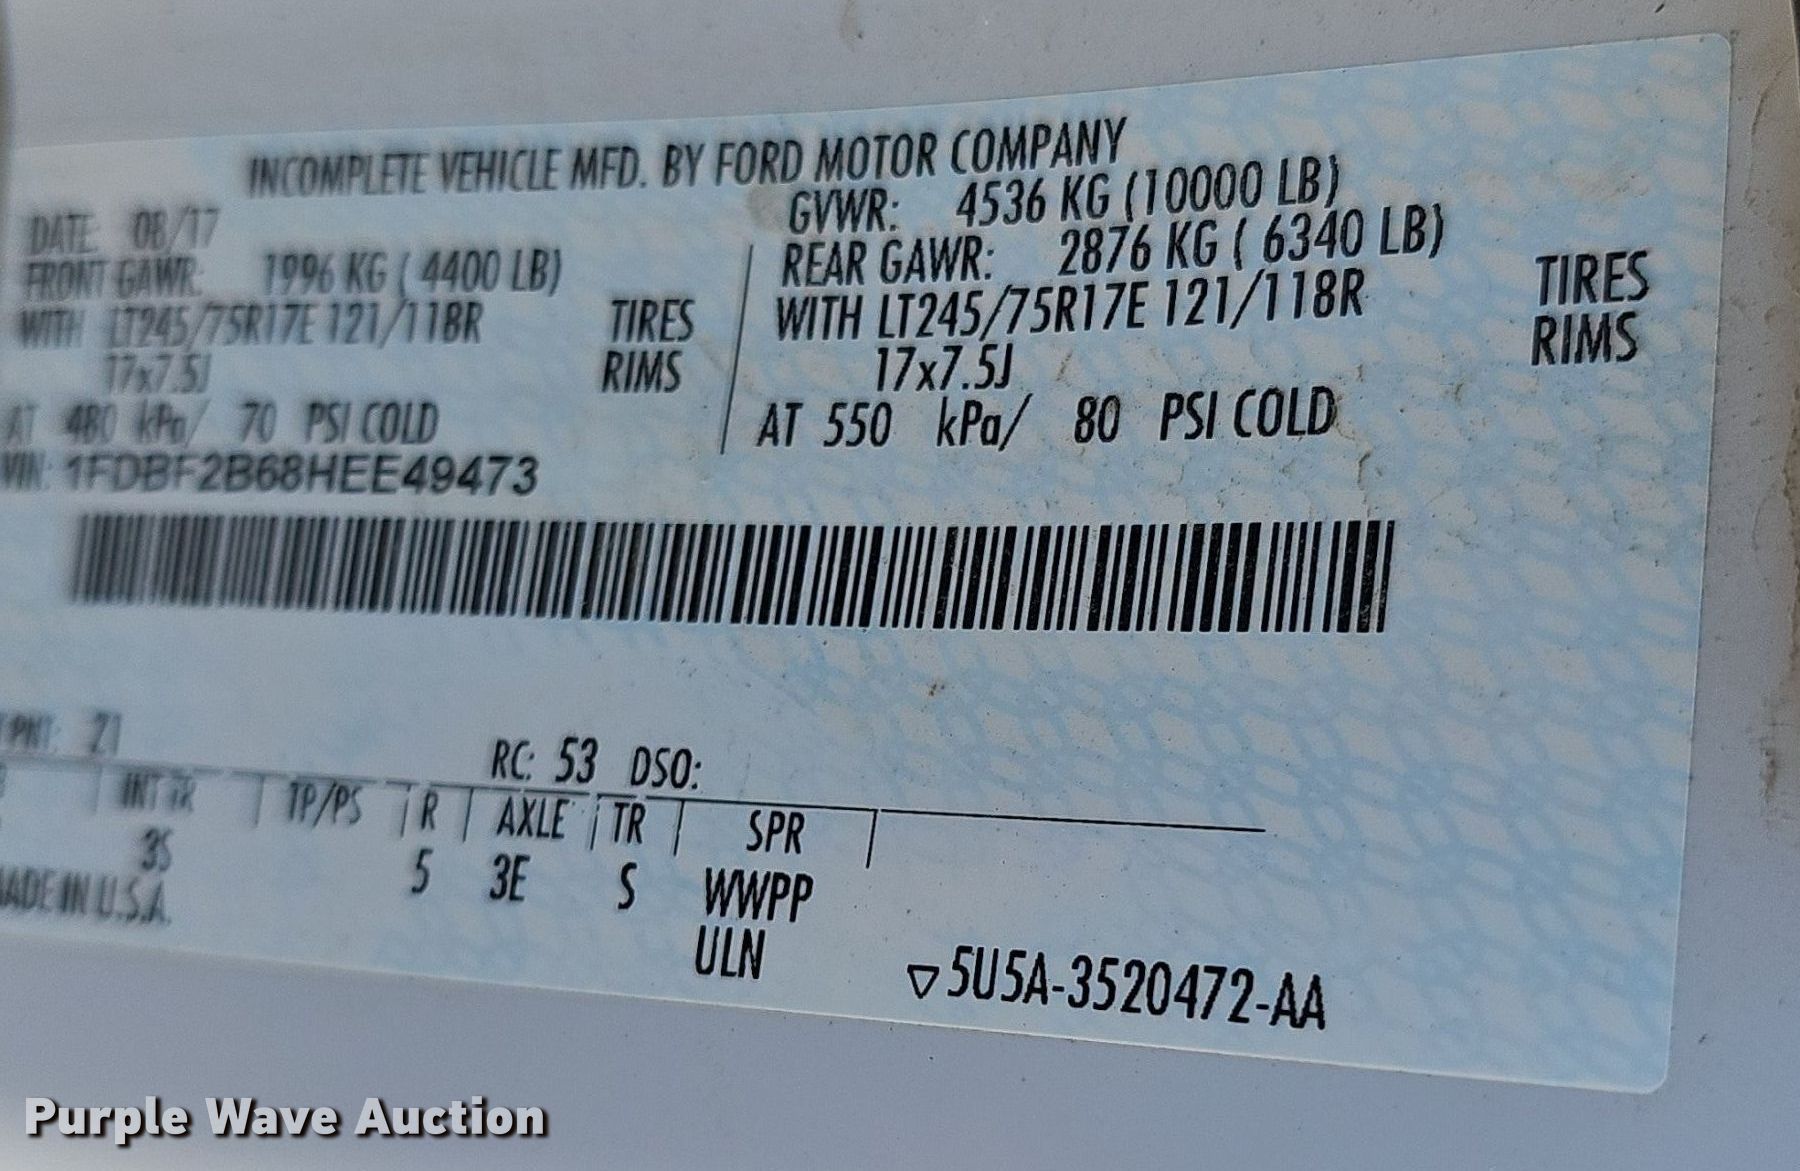 INCOMPLETE VEHICLE MFD. BY FORD MOTOR COMPANY
DATE: 08/17 GVWR: 4536 KG (10000 LB)
FRONT GAWR: 1996 KG ( 4400 LB) REAR GAWR: 2876 KG ( 6340 LB)
WITH LT245/75R17E 121/118R TIRES WITH LT245/75R17E 121/118R TIRES
17x7.5J RIMS 17x7.5J RIMS
AT 480 kPa/ 70 PSI COLD AT 550 kPa/ 80 PSI COLD
VIN: 1FDBF2B68HEE49473
PNT: Z1 RC: 53 DSO:
INT TR TP/PS R AXLE TR SPR
3S 5 3E S WWPP
MADE IN U.S.A. ULN
▽5U5A-3520472-AA
Purple Wave Auction